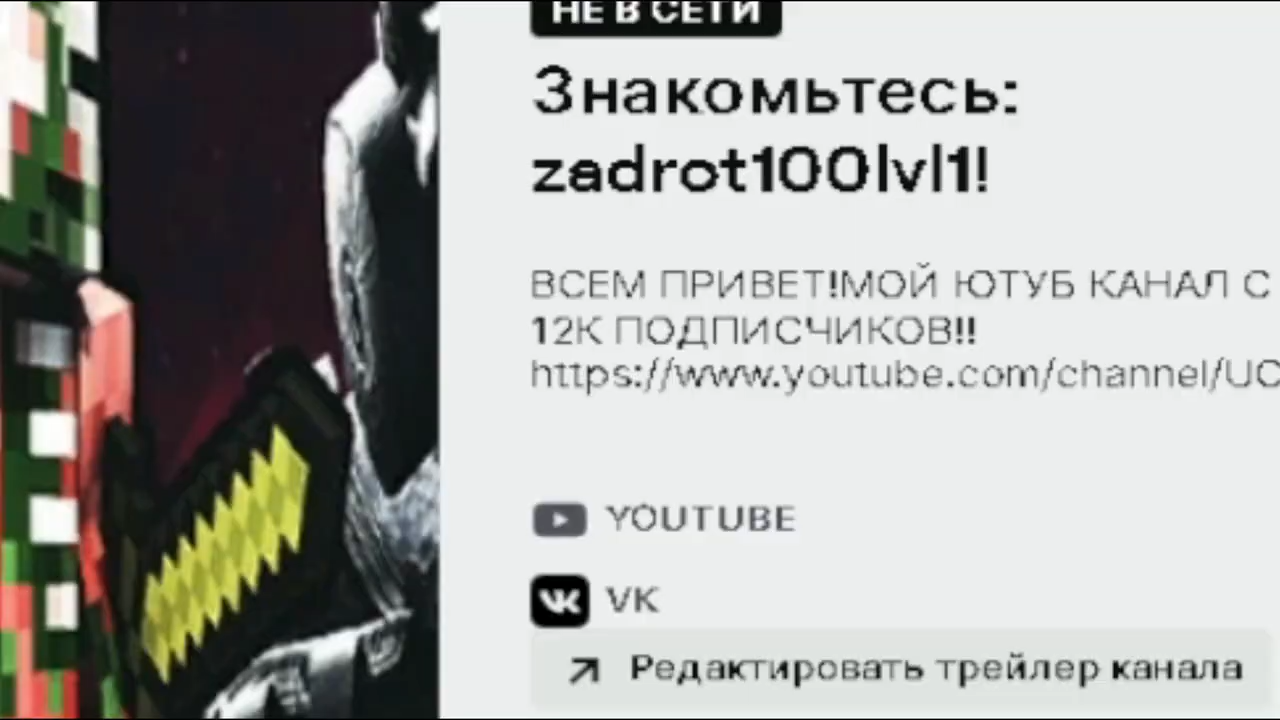 НЕ В СЕТИ
Знакомьтесь:
zadrot100lvl1!
ВСЕМ ПРИВЕТ!МОЙ ЮТУБ КАНАЛ С
12К ПОДПИСЧИКОВ!!
https://www.youtube.com/channel/UC
YOUTUBE
VK
Редактировать трейлер канала